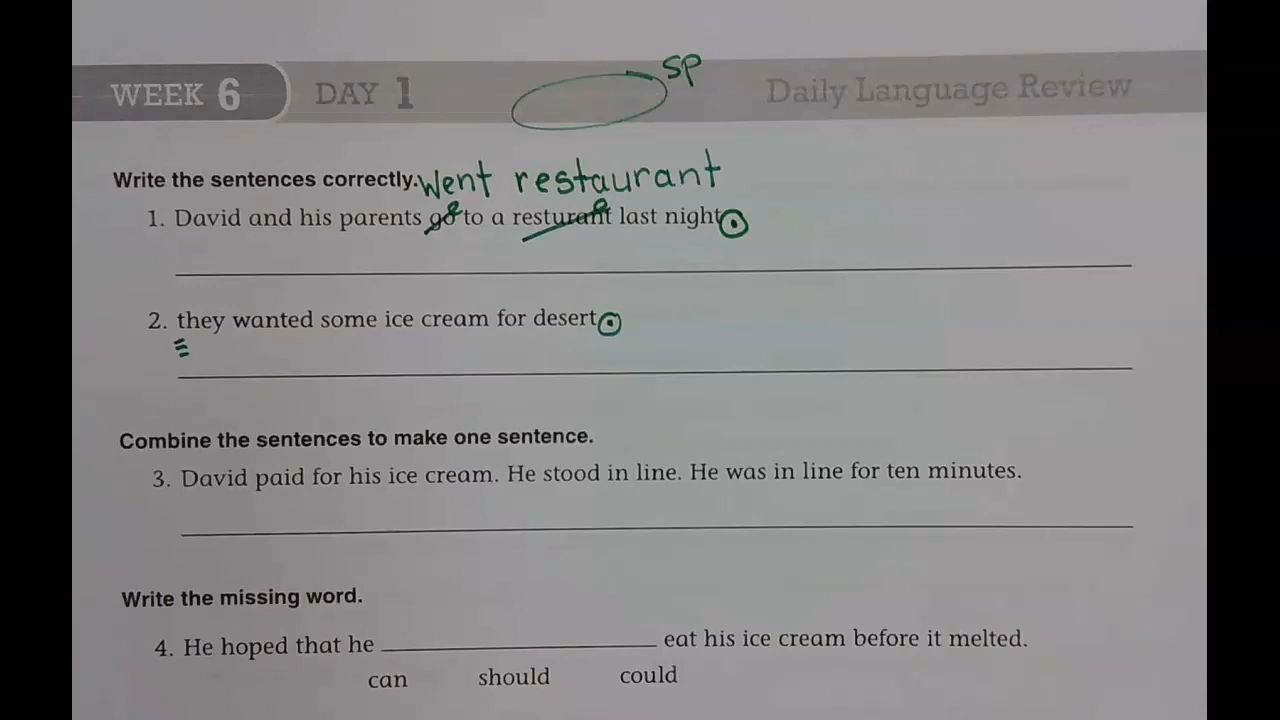 WEEK 6 DAY 1 SP Daily Language Review
Write the sentences correctly. Went restaurant
1. David and his parents go to a resturant last night.
2. they wanted some ice cream for desert.
Combine the sentences to make one sentence.
3. David paid for his ice cream. He stood in line. He was in line for ten minutes.
Write the missing word.
4. He hoped that he ____________ eat his ice cream before it melted.
can should could